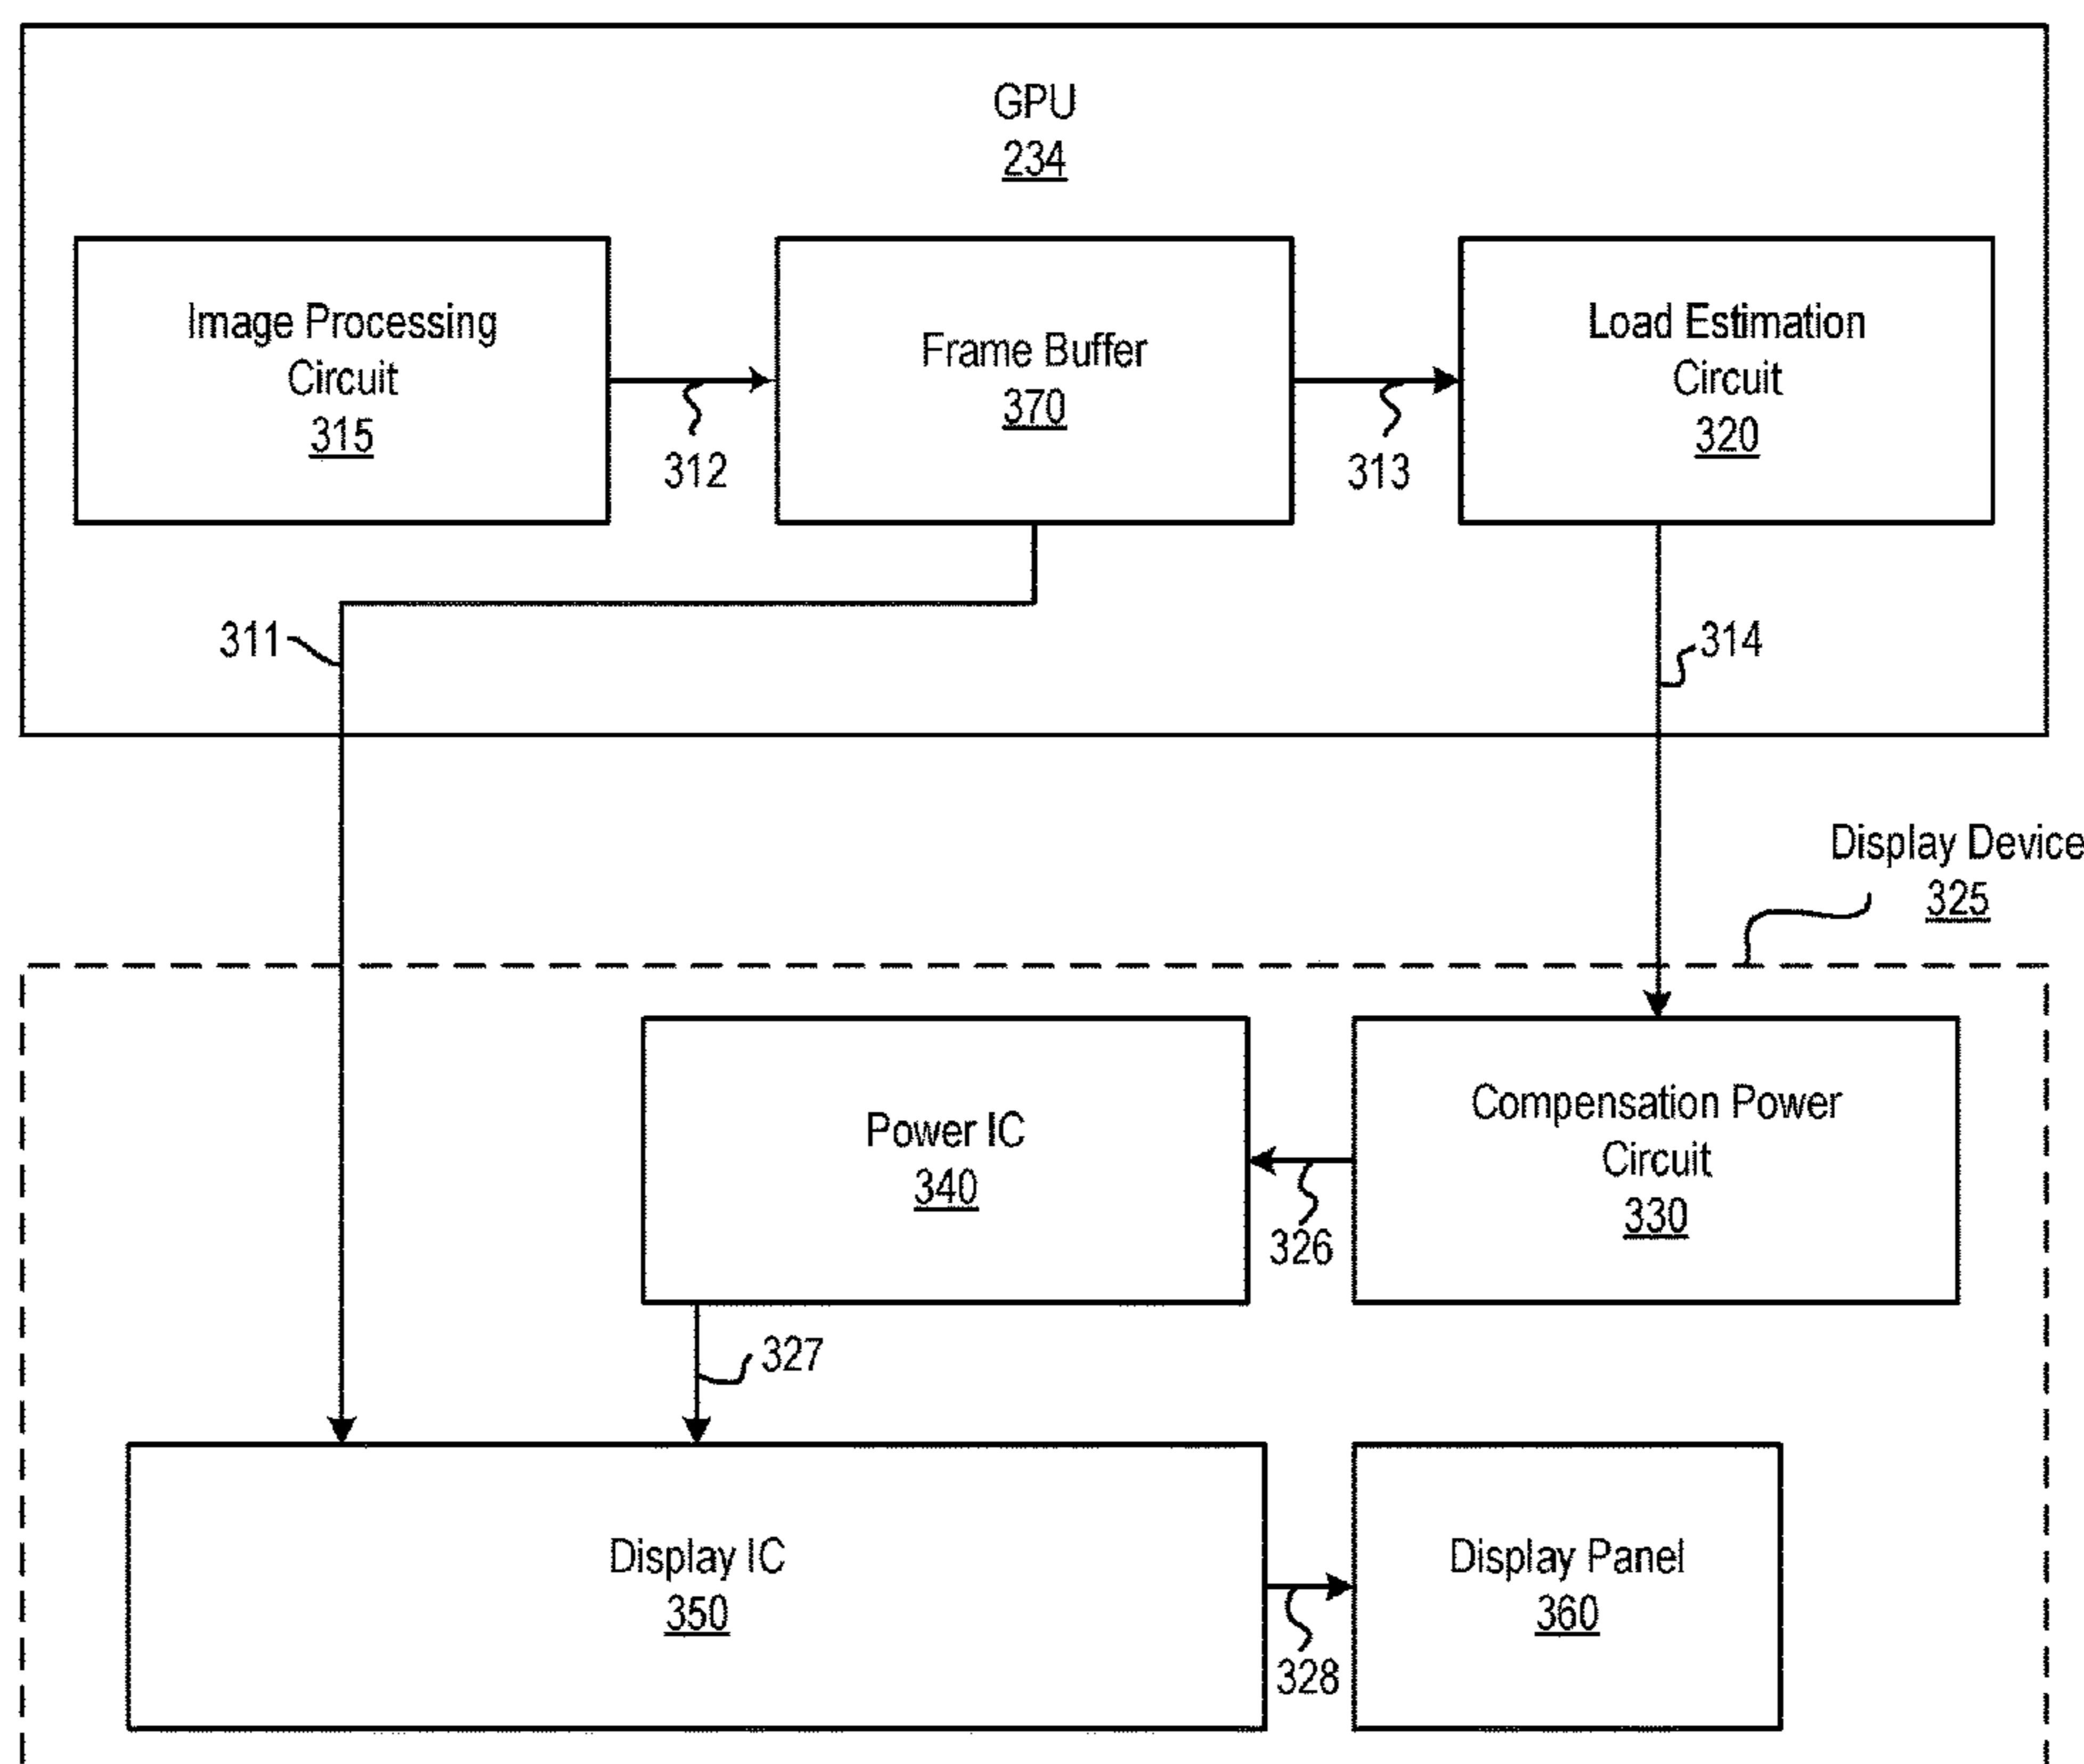 GPU
234
Image Processing
Circuit
315
312
Frame Buffer
370
313
Load Estimation
Circuit
320
311
314
Display Device
325
Power IC
340
326
Compensation Power
Circuit
330
327
Display IC
350
328
Display Panel
360